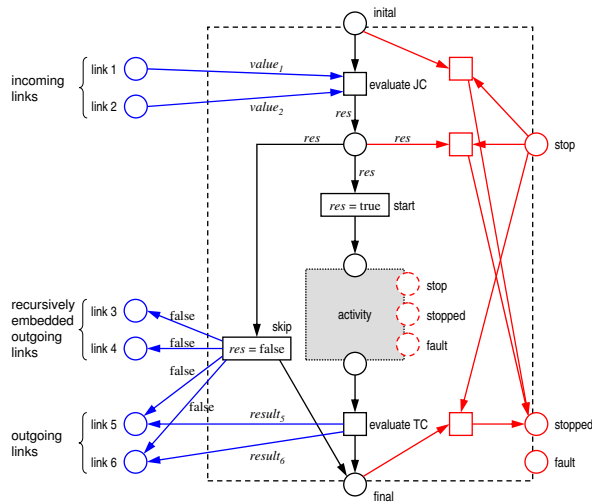 inital
link 1
value1
incoming
links
evaluate JC
link 2
value2
res
res
res
stop
res
res = true
start
stop
activity
stopped
fault
recursively
embedded
outgoing
links
link 3
false
skip
link 4
false
res = false
false
false
outgoing
links
link 5
result5
evaluate TC
stopped
link 6
result6
fault
final